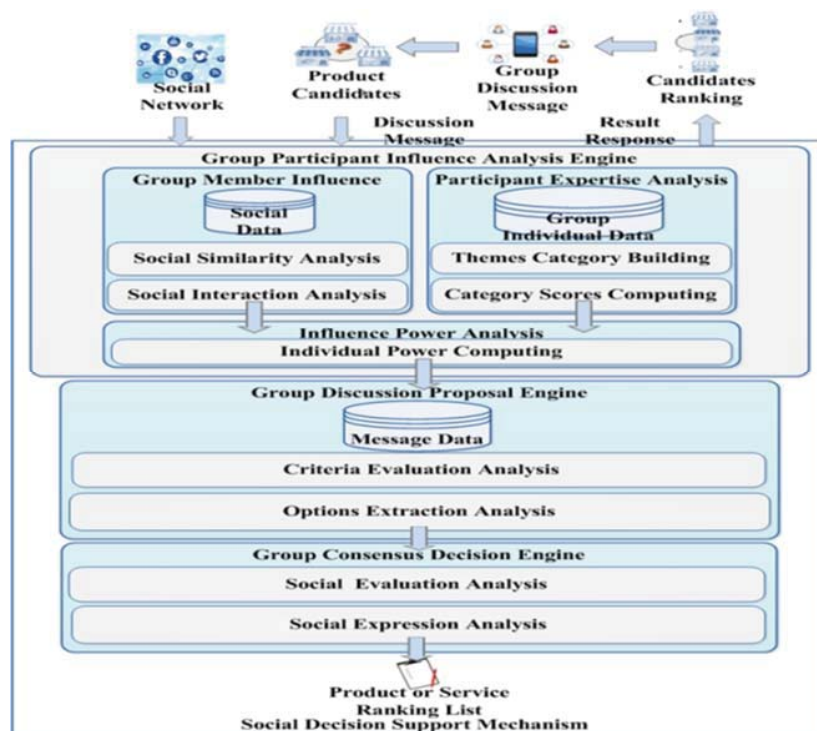 Social
Network
Product
Candidates
Group
Discussion
Message
Candidates
Ranking
Discussion
Message
Result
Response
Group Participant Influence Analysis Engine
Group Member Influence
Social
Data
Social Similarity Analysis
Social Interaction Analysis
Participant Expertise Analysis
Group
Individual Data
Themes Category Building
Category Scores Computing
Influence Power Analysis
Individual Power Computing
Group Discussion Proposal Engine
Message Data
Criteria Evaluation Analysis
Options Extraction Analysis
Group Consensus Decision Engine
Social Evaluation Analysis
Social Expression Analysis
Product or Service
Ranking List
Social Decision Support Mechanism